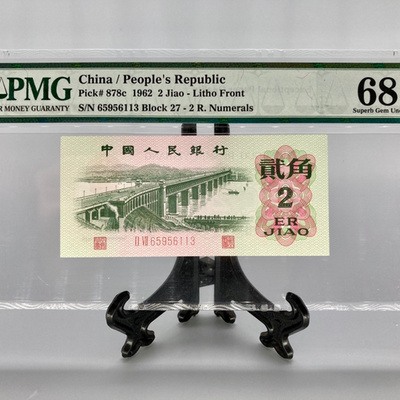 PMG
China / People's Republic
Pick# 878c 1962 2 Jiao - Litho Front
S/N 65956113 Block 27 - 2 R. Numerals
R MONEY GUARANTY
68
Superb Gem Unc
中國人民銀行
貳角
2
ER
JIAO
II VII 65956113